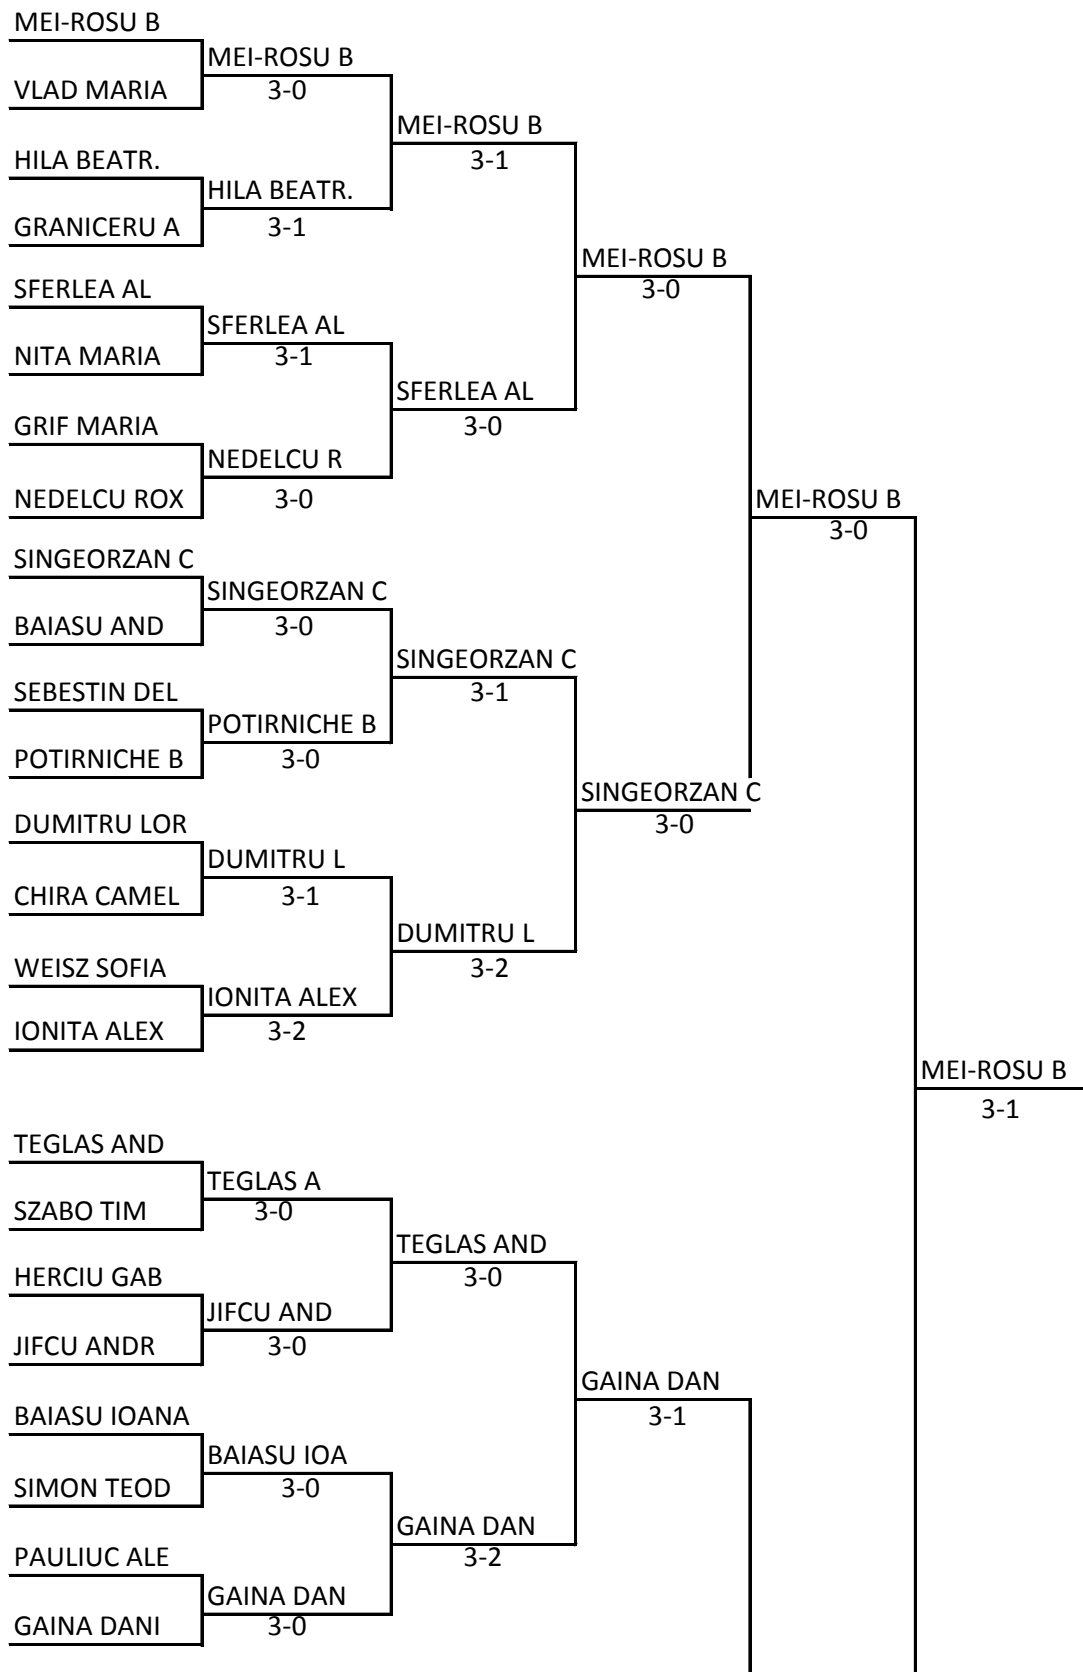 MEI-ROSU B
MEI-ROSU B
VLAD MARIA
3-0
MEI-ROSU B
HILA BEATR.
3-1
HILA BEATR.
GRANICERU A
3-1
MEI-ROSU B
SFERLEA AL
3-0
SFERLEA AL
NITA MARIA
3-1
SFERLEA AL
GRIF MARIA
3-0
NEDELCU R
NEDELCU ROX
3-0
MEI-ROSU B
3-0
SINGEORZAN C
SINGEORZAN C
BAIASU AND
3-0
SINGEORZAN C
SEBESTIN DEL
3-1
POTIRNICHE B
POTIRNICHE B
3-0
SINGEORZAN C
DUMITRU LOR
3-0
DUMITRU L
CHIRA CAMEL
3-1
DUMITRU L
WEISZ SOFIA
3-2
IONITA ALEX
IONITA ALEX
3-2
MEI-ROSU B
3-1
TEGLAS AND
TEGLAS A
SZABO TIM
3-0
TEGLAS AND
HERCIU GAB
3-0
JIFCU AND
JIFCU ANDR
3-0
GAINA DAN
BAIASU IOANA
3-1
BAIASU IOA
SIMON TEOD
3-0
GAINA DAN
PAULIUC ALE
3-2
GAINA DAN
GAINA DANI
3-0